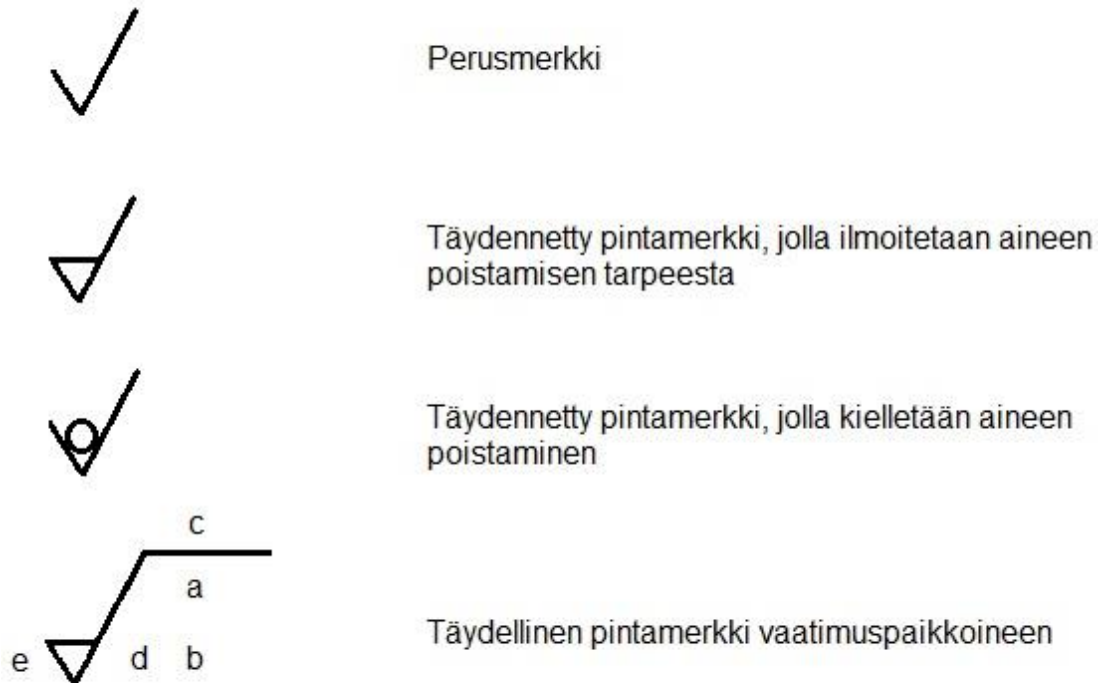 Perusmerkki
Täydennetty pintamerkki, jolla ilmoitetaan aineen
poistamisen tarpeesta
Täydennetty pintamerkki, jolla kielletään aineen
poistaminen
c
a
e d b
Täydellinen pintamerkki vaatimuspaikkoineen